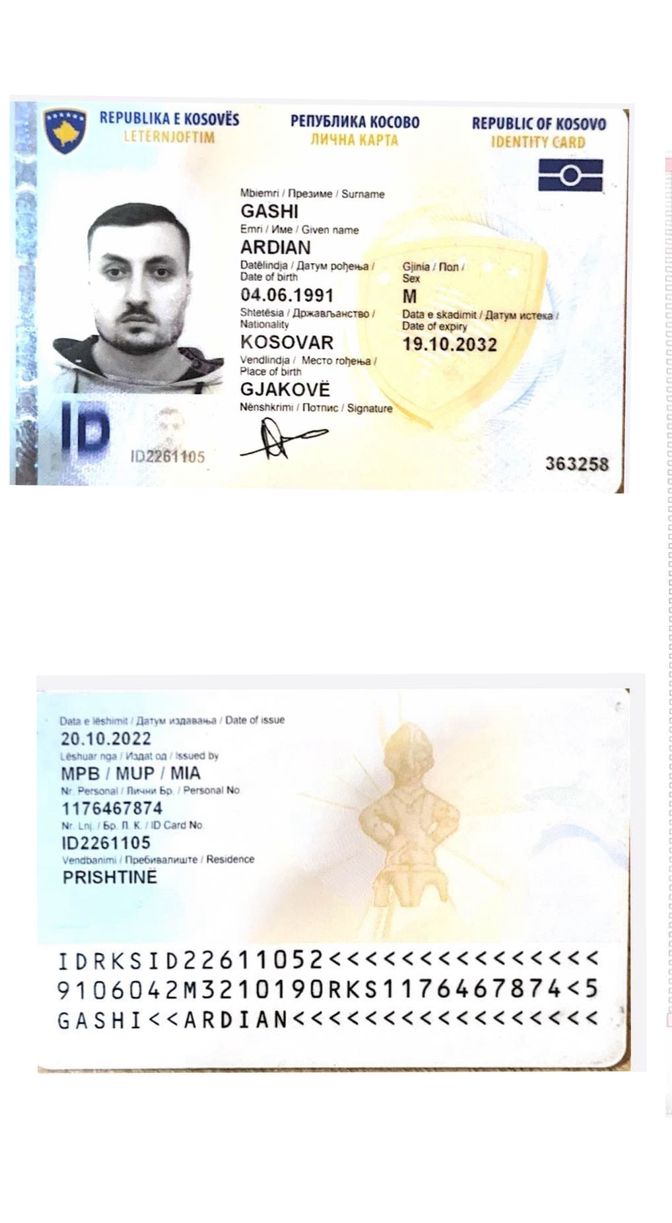 REPUBLIKA E KOSOVËS
LETERNJOFTIM
РЕПУБЛИКА КОСОВО
ЛИЧНА КАРТА
REPUBLIC OF KOSOVO
IDENTITY CARD
Mbiemri / Презиме / Surname
GASHI
Emri / Име / Given name
ARDIAN
Datëlindja / Датум рођења /
Date of birth
04.06.1991
Gjinia / Пол /
Sex
M
Shtetësia / Држављанство /
Nationality
KOSOVAR
Data e skadimit / Датум истека /
Date of expiry
19.10.2032
Vendlindja / Место рођења /
Place of birth
GJAKOVË
Nënshkrimi / Потпис / Signature
ID
ID2261105
363258
Data e lëshimit / Датум издавања / Date of issue
20.10.2022
Lëshuar nga / Издат од / Issued by
MPB / MUP / MIA
Nr. Personal / Лични Бр. / Personal No
1176467874
Nr. Lnj. / Бр. Л. К. / ID Card No
ID2261105
Vendbanimi / Пребивалиште / Residence
PRISHTINË
IDRKSID22611052<<<<<<<<<<<<<<<
9106042M3210190RKS1176467874<5
GASHI<<ARDIAN<<<<<<<<<<<<<<<<<